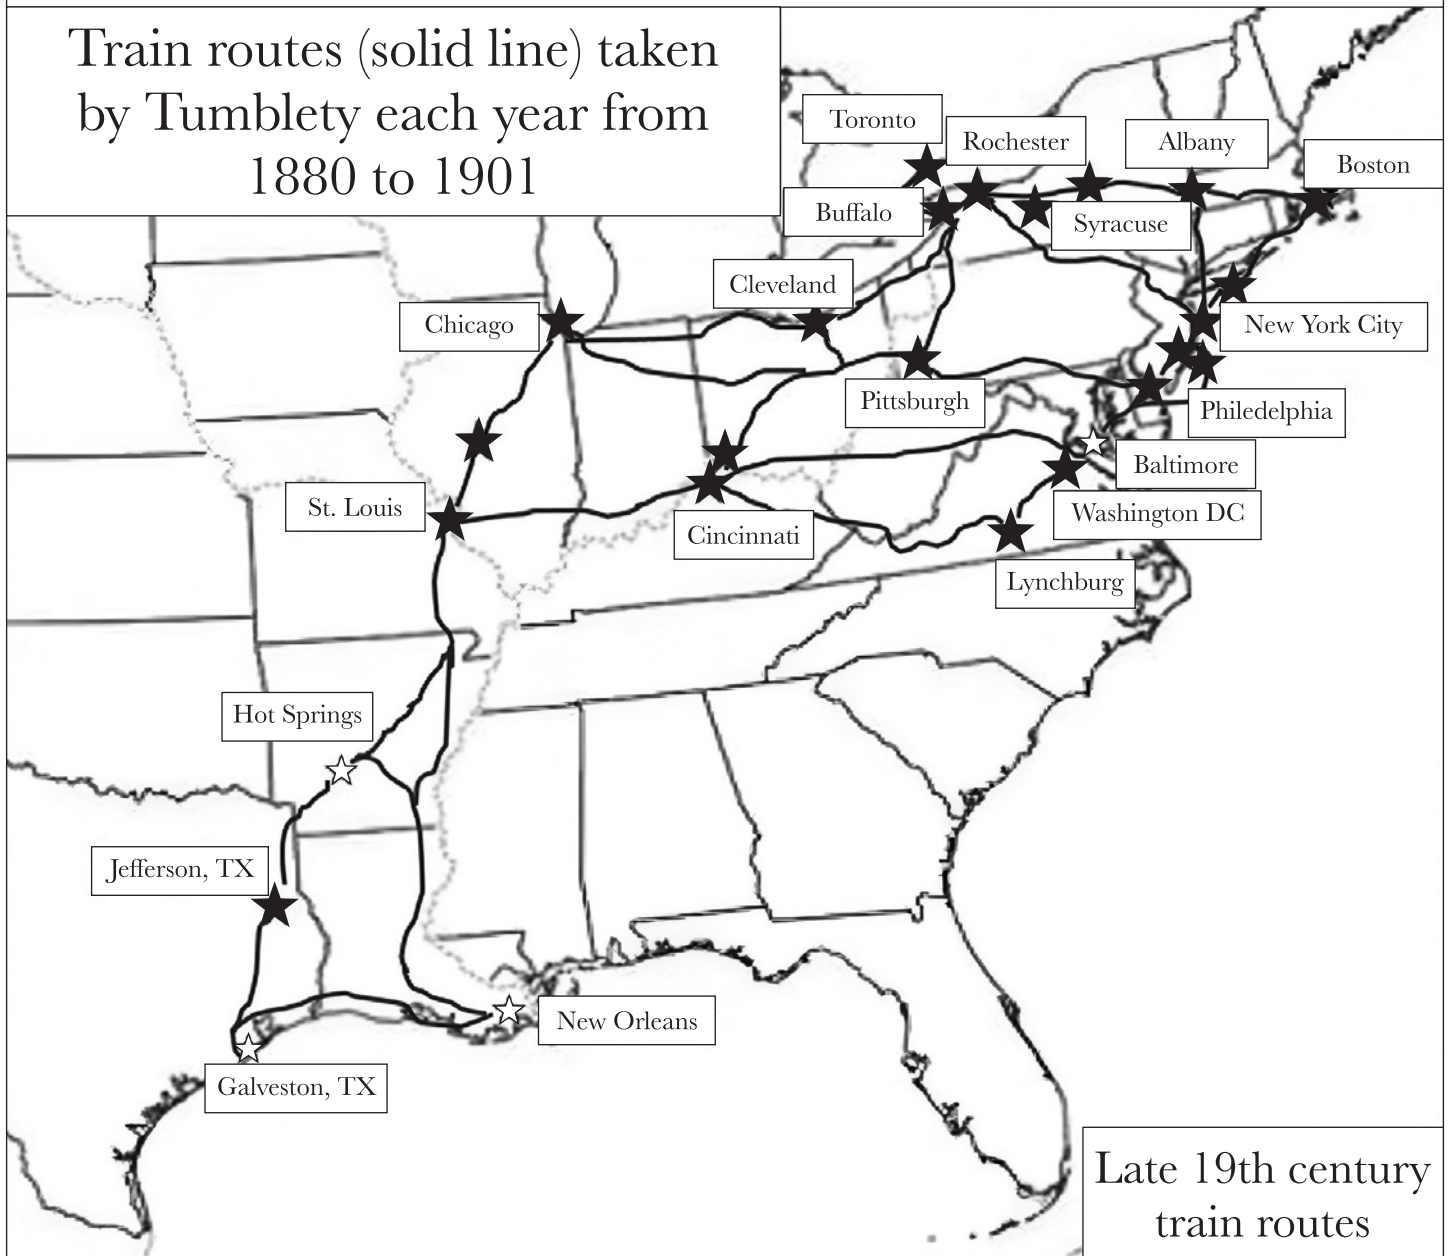 Train routes (solid line) taken
by Tumblety each year from
1880 to 1901
Toronto
Rochester
Albany
Boston
Buffalo
Syracuse
Cleveland
Chicago
New York City
Pittsburgh
Philedelphia
Baltimore
St. Louis
Cincinnati
Washington DC
Lynchburg
Hot Springs
Jefferson, TX
New Orleans
Galveston, TX
Late 19th century
train routes